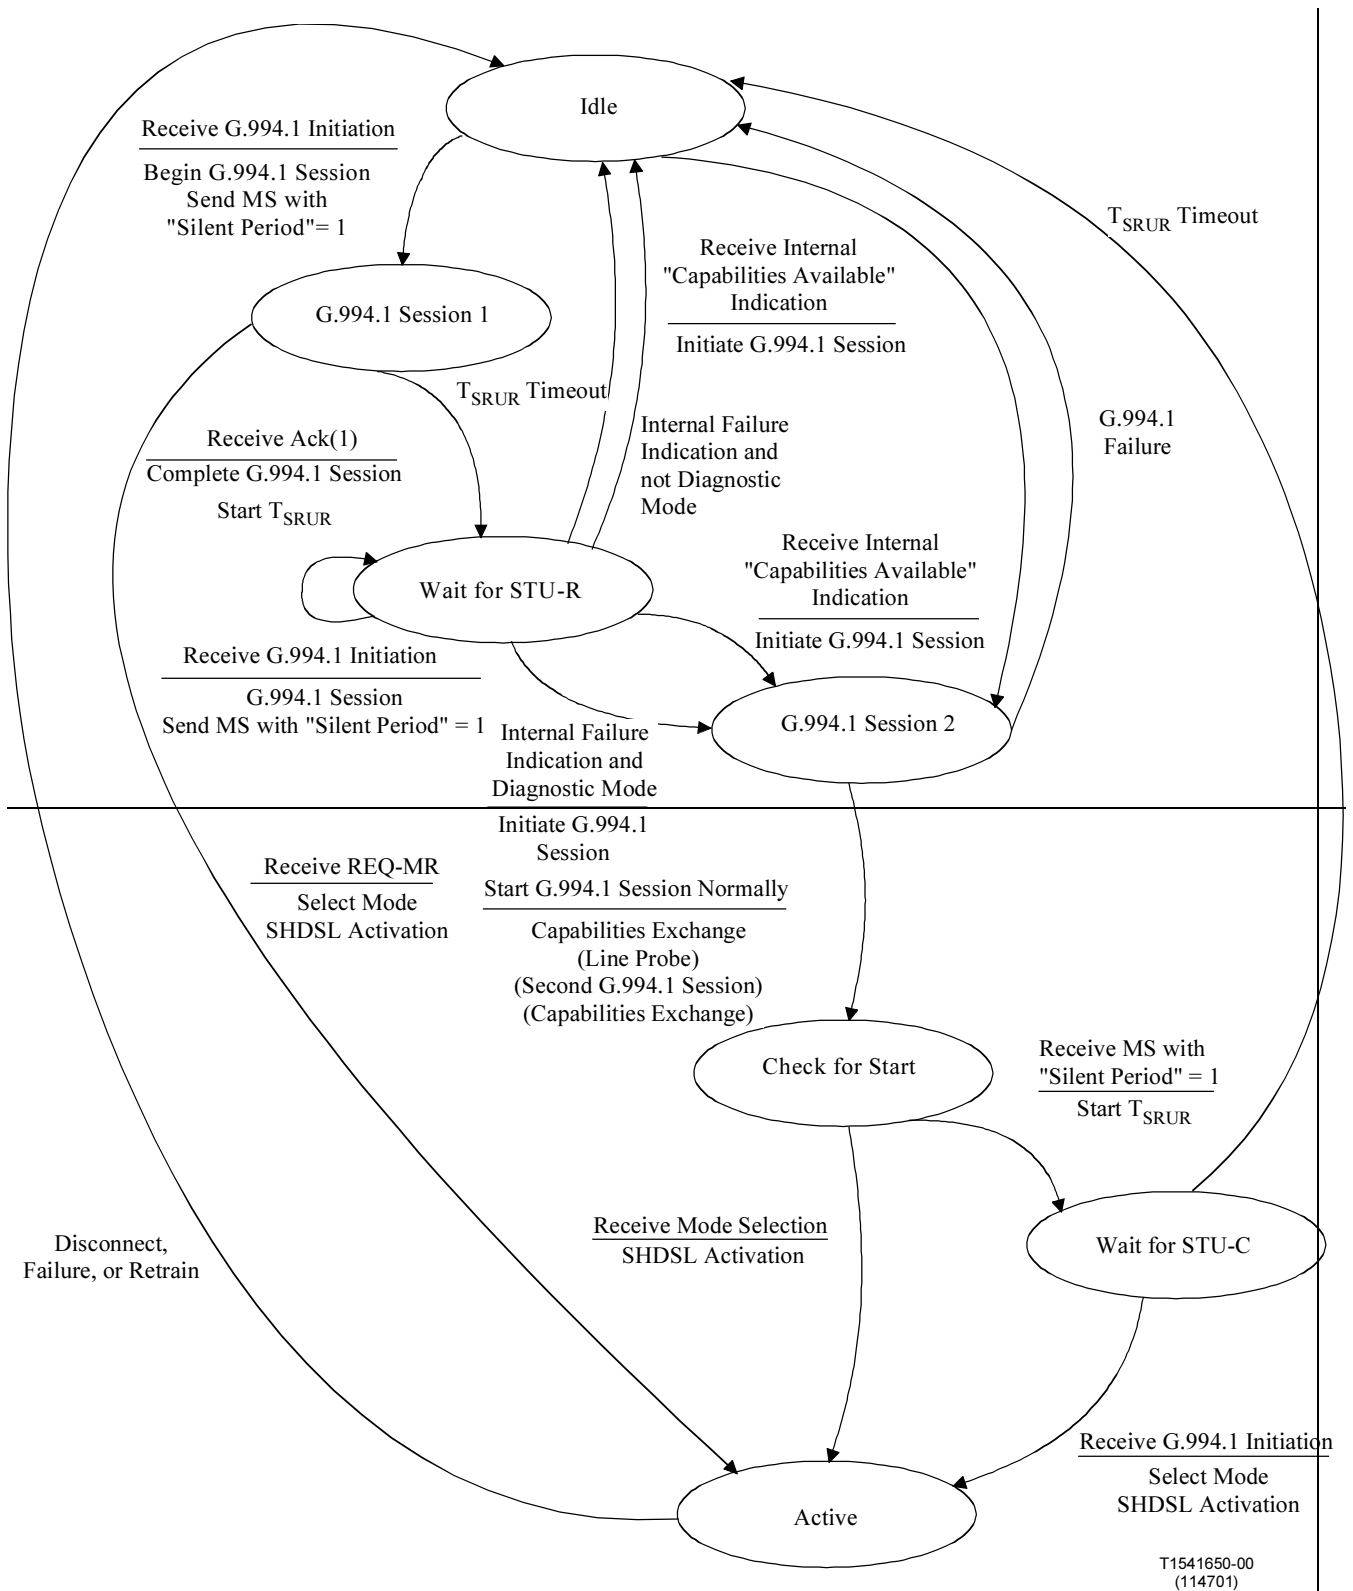 Idle
Receive G.994.1 Initiation
Begin G.994.1 Session
Send MS with
"Silent Period"= 1
T_SRUR Timeout
Receive Internal
"Capabilities Available"
Indication
Initiate G.994.1 Session
G.994.1 Session 1
T_SRUR Timeout
Internal Failure
Indication and
not Diagnostic
Mode
G.994.1
Failure
Receive Ack(1)
Complete G.994.1 Session
Start T_SRUR
Receive Internal
"Capabilities Available"
Indication
Initiate G.994.1 Session
Wait for STU-R
Receive G.994.1 Initiation
G.994.1 Session
Send MS with "Silent Period" = 1
G.994.1 Session 2
Internal Failure
Indication and
Diagnostic Mode
Initiate G.994.1
Session
Receive REQ-MR
Select Mode
SHDSL Activation
Start G.994.1 Session Normally
Capabilities Exchange
(Line Probe)
(Second G.994.1 Session)
(Capabilities Exchange)
Check for Start
Receive MS with
"Silent Period" = 1
Start T_SRUR
Receive Mode Selection
SHDSL Activation
Wait for STU-C
Disconnect,
Failure, or Retrain
Receive G.994.1 Initiation
Select Mode
SHDSL Activation
Active
T1541650-00
(114701)